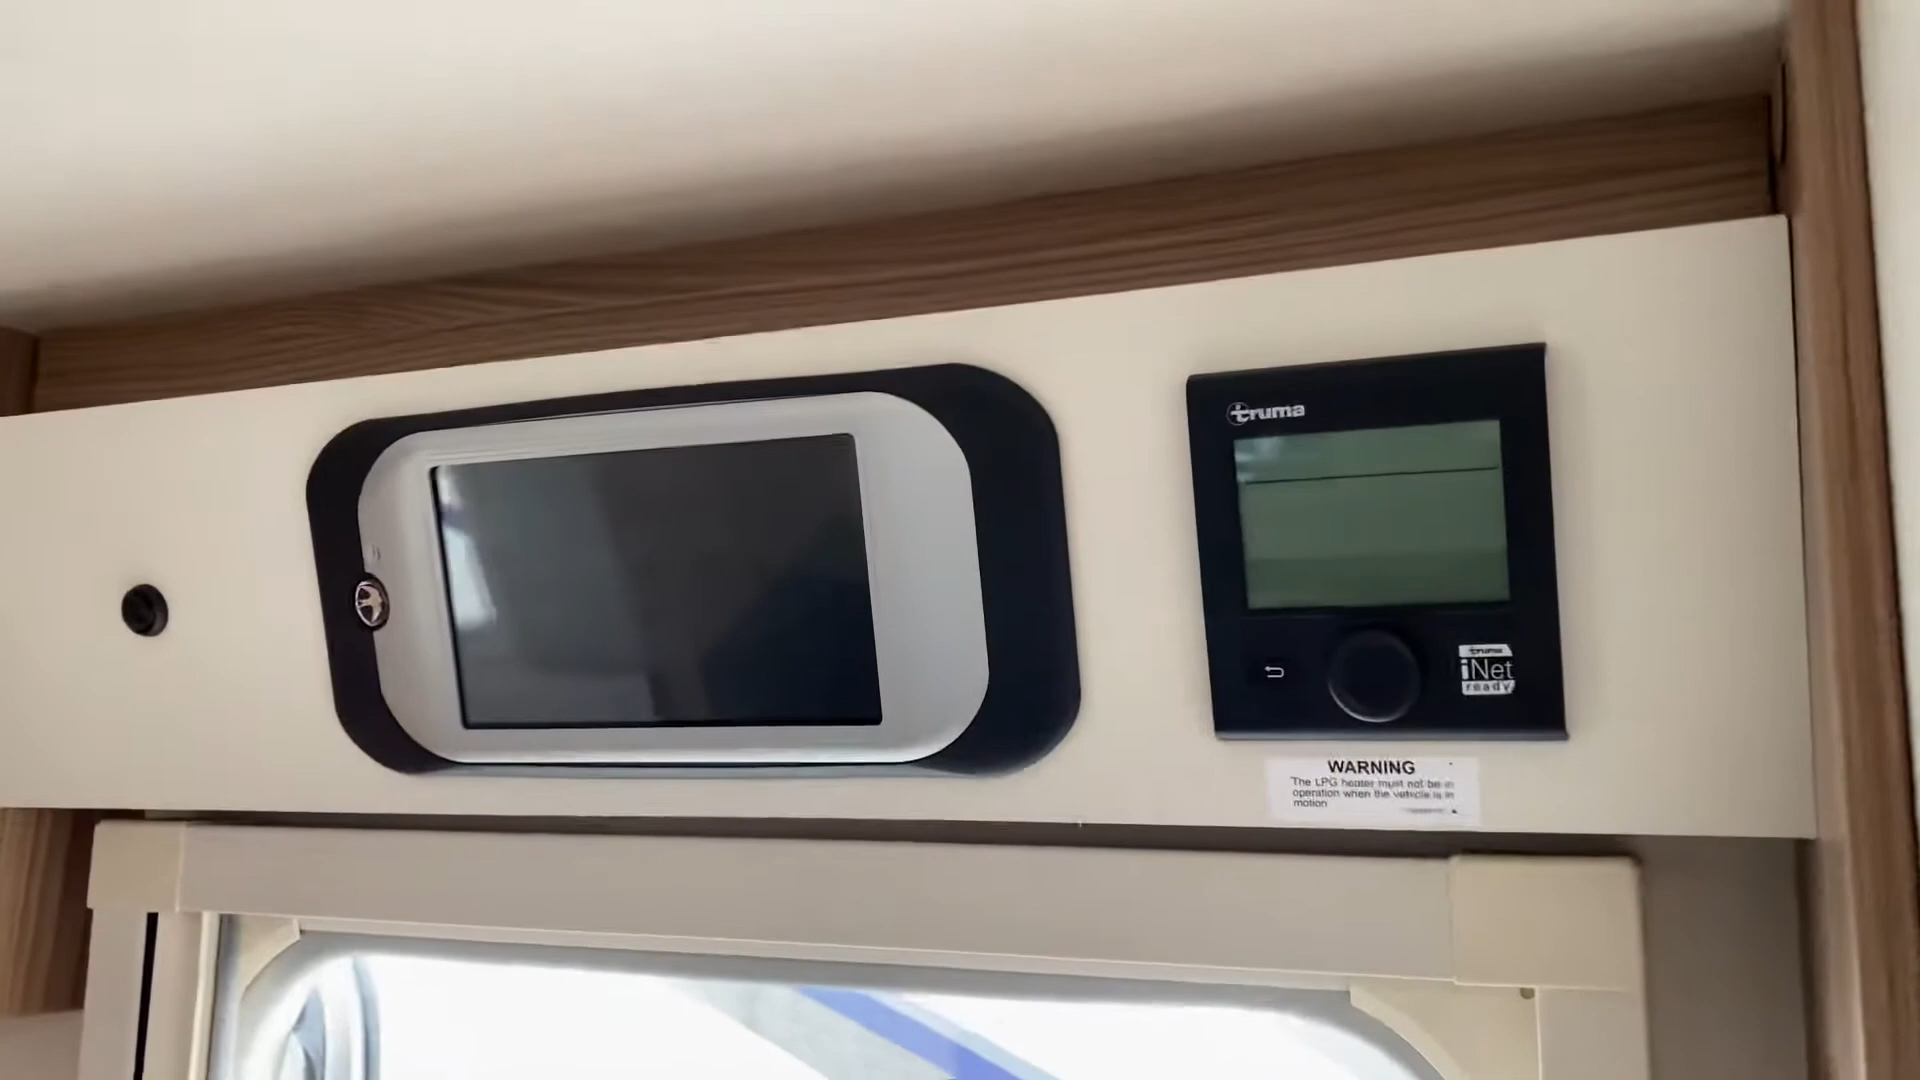 truma
truma
iNet
ready
WARNING
The LPG heater must not be in
operation when the vehicle is in
motion